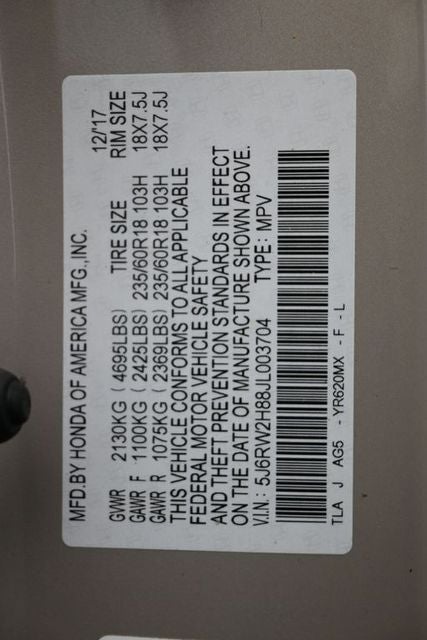 MFD.BY HONDA OF AMERICA MFG.,INC. 12/'17
GVWR 2130KG ( 4695LBS) TIRE SIZE RIM SIZE
GAWR F 1100KG ( 2425LBS) 235/60R18 103H 18X7.5J
GAWR R 1075KG ( 2369LBS) 235/60R18 103H 18X7.5J
THIS VEHICLE CONFORMS TO ALL APPLICABLE
FEDERAL MOTOR VEHICLE SAFETY
AND THEFT PREVENTION STANDARDS IN EFFECT
ON THE DATE OF MANUFACTURE SHOWN ABOVE.
V.I.N.: 5J6RW2H88JL003704 TYPE: MPV
TLA J AG5 - YR620MX - F - L